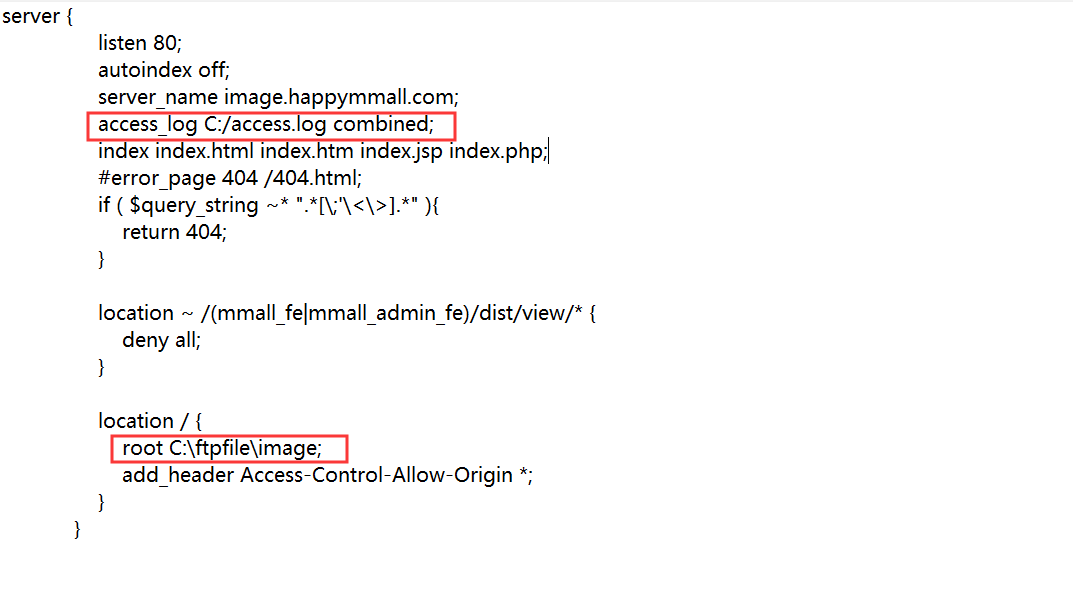 server {
listen 80;
autoindex off;
server_name image.happymmall.com;
access_log C:/access.log combined;
index index.html index.htm index.jsp index.php;
#error_page 404 /404.html;
if ( $query_string ~* ".*[\;'\<\>].*" ){
return 404;
}
location ~ /(mmall_fe|mmall_admin_fe)/dist/view/* {
deny all;
}
location / {
root C:\ftpfile\image;
add_header Access-Control-Allow-Origin *;
}
}